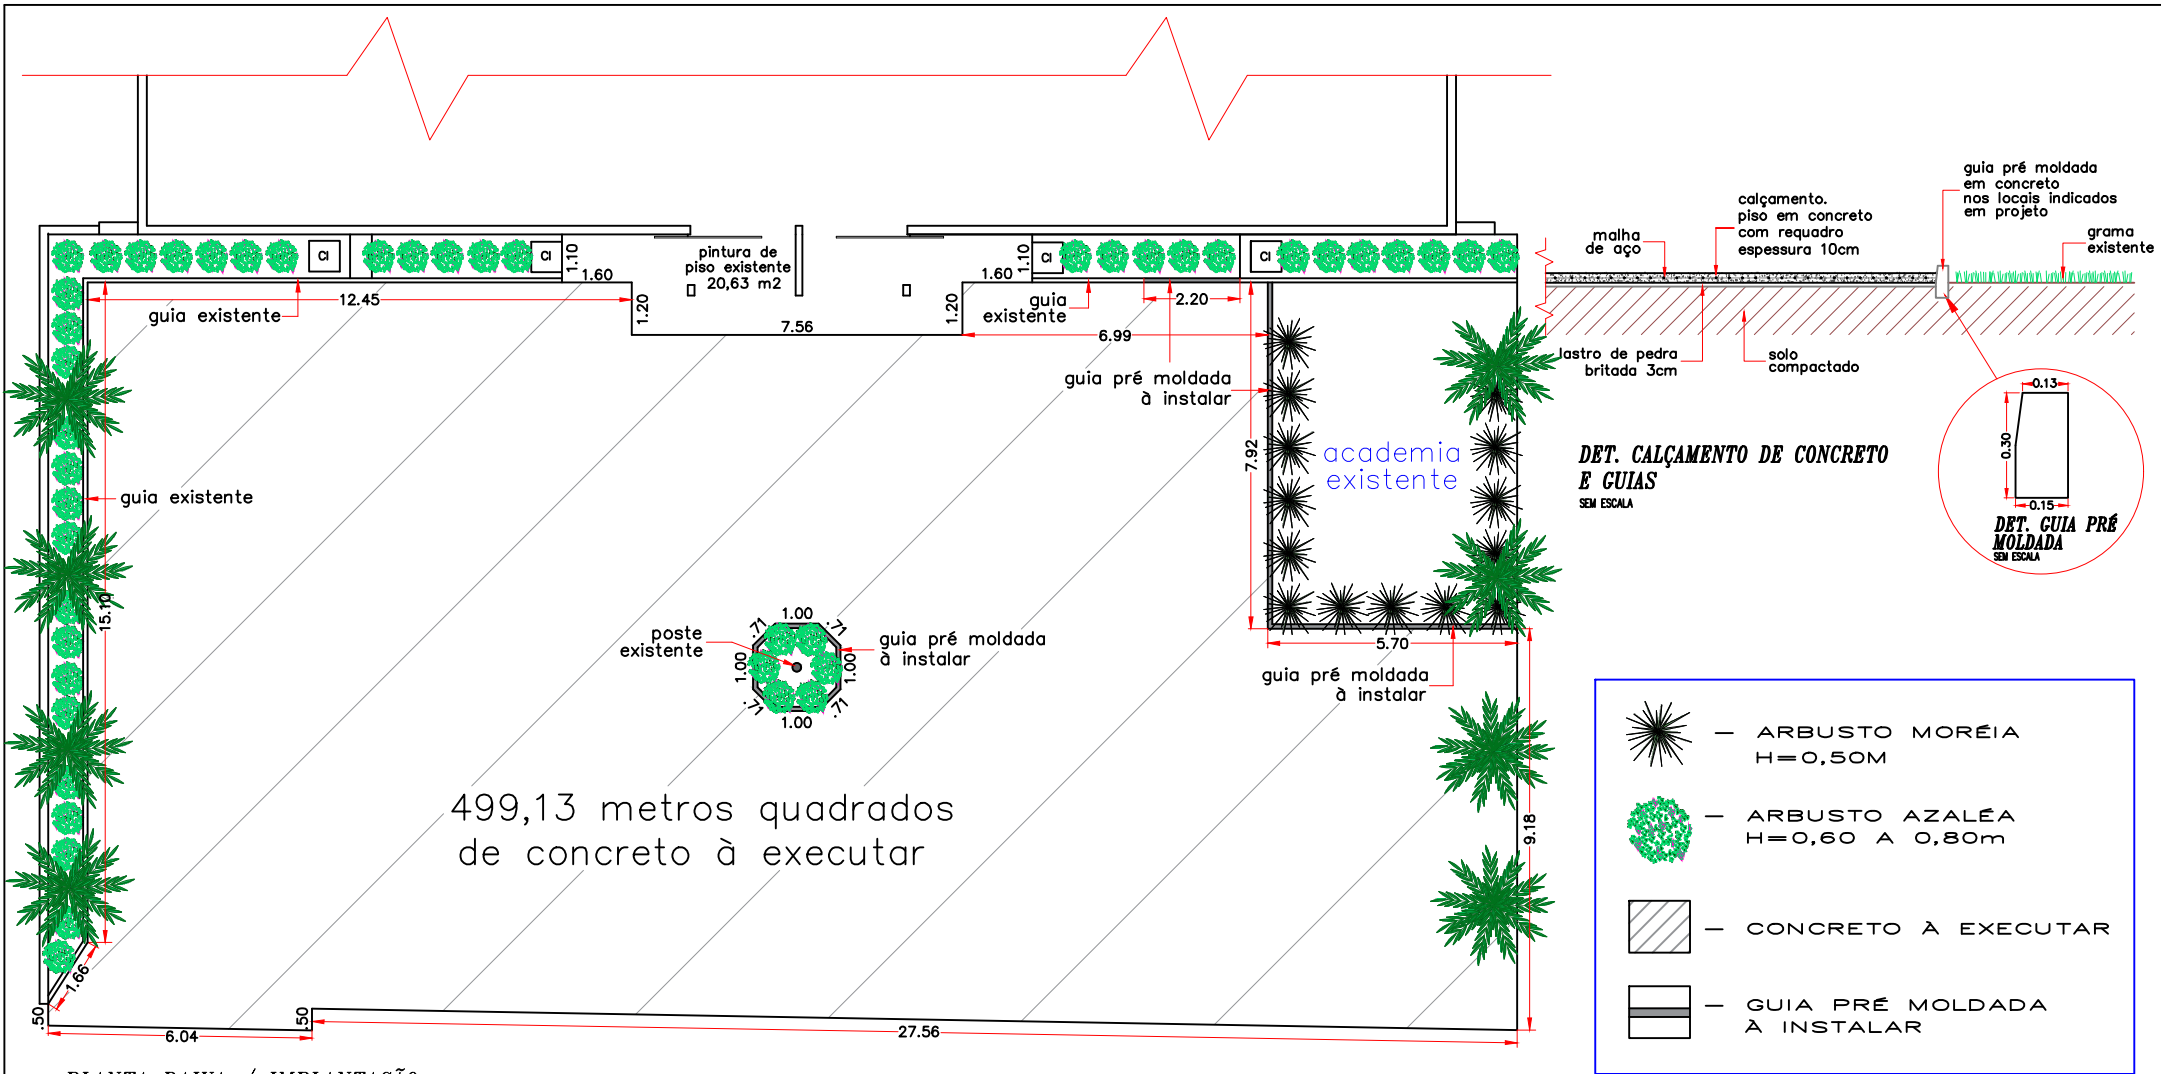 CI
CI
CI
CI
1.10
1.60
1.20
12.45
guia existente
pintura de
piso existente
20,63 m2
7.56
1.60
1.10
1.20
guia
existente
2.20
6.99
guia pré moldada
à instalar
7.92
academia
existente
guia existente
15.10
poste
existente
1.00
.71
.71
1.00
1.00
.71
.71
1.00
guia pré moldada
à instalar
5.70
guia pré moldada
à instalar
499,13 metros quadrados
de concreto à executar
9.18
1.66
.50
.50
6.04
27.56
malha
de aço
calçamento.
piso em concreto
com requadro
espessura 10cm
guia pré moldada
em concreto
nos locais indicados
em projeto
grama
existente
lastro de pedra
britada 3cm
solo
compactado
DET. CALÇAMENTO DE CONCRETO
E GUIAS
SEM ESCALA
0.13
0.30
0.15
DET. GUIA PRÉ
MOLDADA
SEM ESCALA
— ARBUSTO MORÉIA
H=0,50M
— ARBUSTO AZALÉA
H=0,60 A 0,80m
— CONCRETO À EXECUTAR
— GUIA PRÉ MOLDADA
À INSTALAR
PLANTA BAIXA / IMPLANTAÇÃO